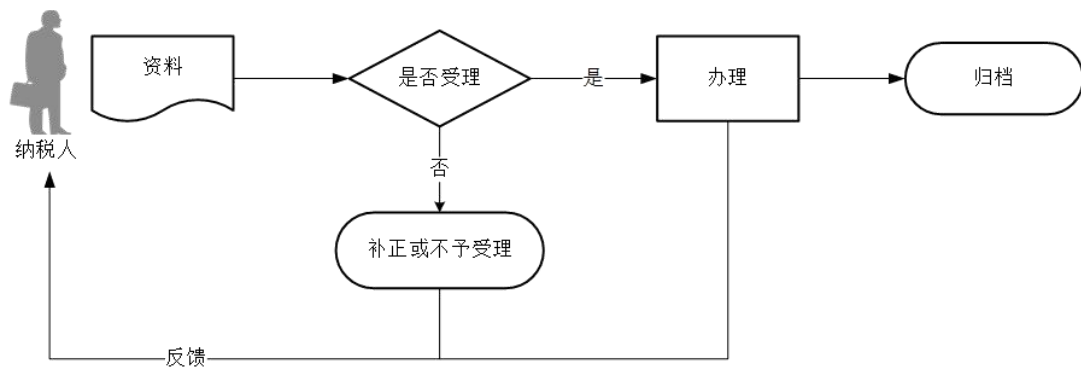 纳税人
资料
是否受理
是
办理
归档
否
补正或不予受理
反馈